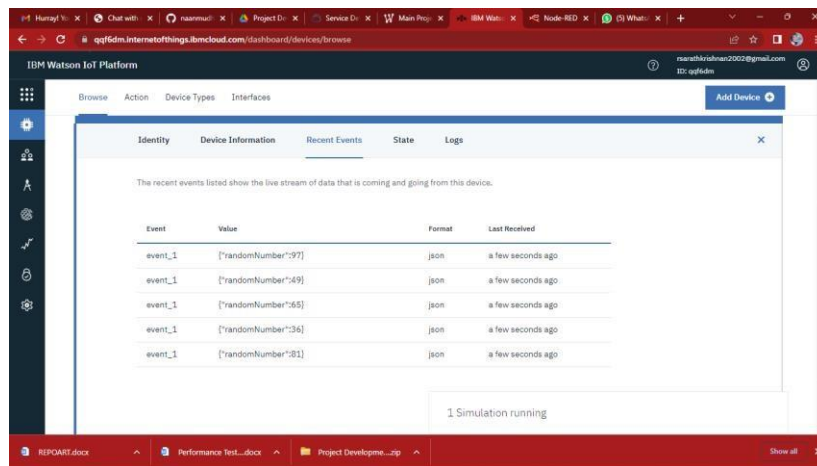 Hurray! Yo
Chat with
naanmud
Project De
Service De
Main Proj
IBM Watso
Node-RED
(5) Whats
qqf6dm.internetofthings.ibmcloud.com/dashboard/devices/browse
IBM Watson IoT Platform
rsarathkrishnan2002@gmail.com
ID: qqf6dm
Browse Action Device Types Interfaces
Add Device
Identity Device Information Recent Events State Logs
The recent events listed show the live stream of data that is coming and going from this device.
Event Value Format Last Received
event_1 {"randomNumber":97} json a few seconds ago
event_1 {"randomNumber":49} json a few seconds ago
event_1 {"randomNumber":65} json a few seconds ago
event_1 {"randomNumber":36} json a few seconds ago
event_1 {"randomNumber":81} json a few seconds ago
1 Simulation running
REPOART.docx
Performance Test....docx
Project Developme....zip
Show all